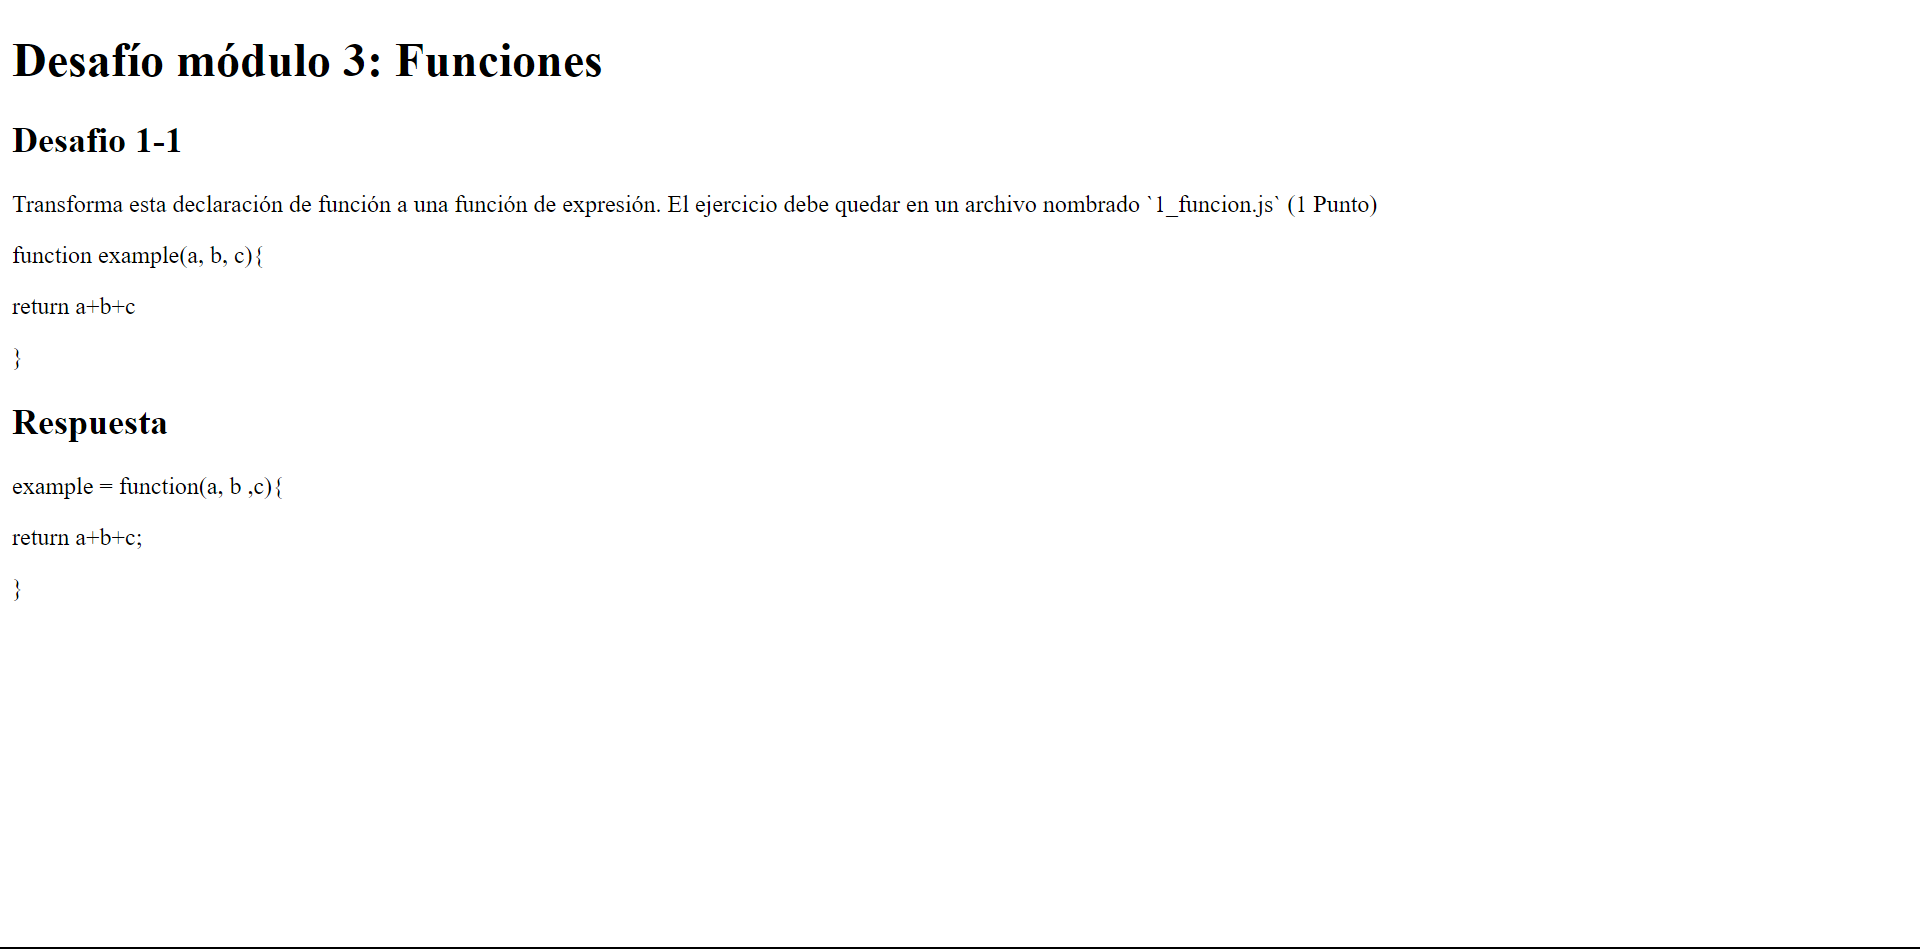 Desafío módulo 3: Funciones
Desafio 1-1
Transforma esta declaración de función a una función de expresión. El ejercicio debe quedar en un archivo nombrado `1_funcion.js` (1 Punto)
function example(a, b, c){
return a+b+c
}
Respuesta
example = function(a, b ,c){
return a+b+c;
}